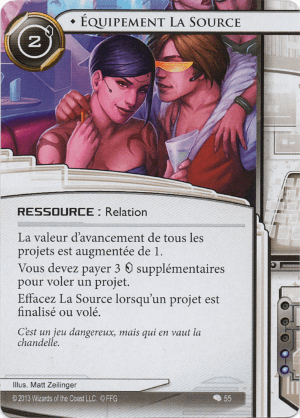 2
• ÉQUIPEMENT LA SOURCE
RESSOURCE : Relation
La valeur d'avancement de tous les
projets est augmentée de 1.
Vous devez payer 3 supplémentaires
pour voler un projet.
Effacez La Source lorsqu'un projet est
finalisé ou volé.
C'est un jeu dangereux, mais qui en vaut la
chandelle.
Illus. Matt Zeilinger
© 2013 Wizards of the Coast LLC. © FFG
55